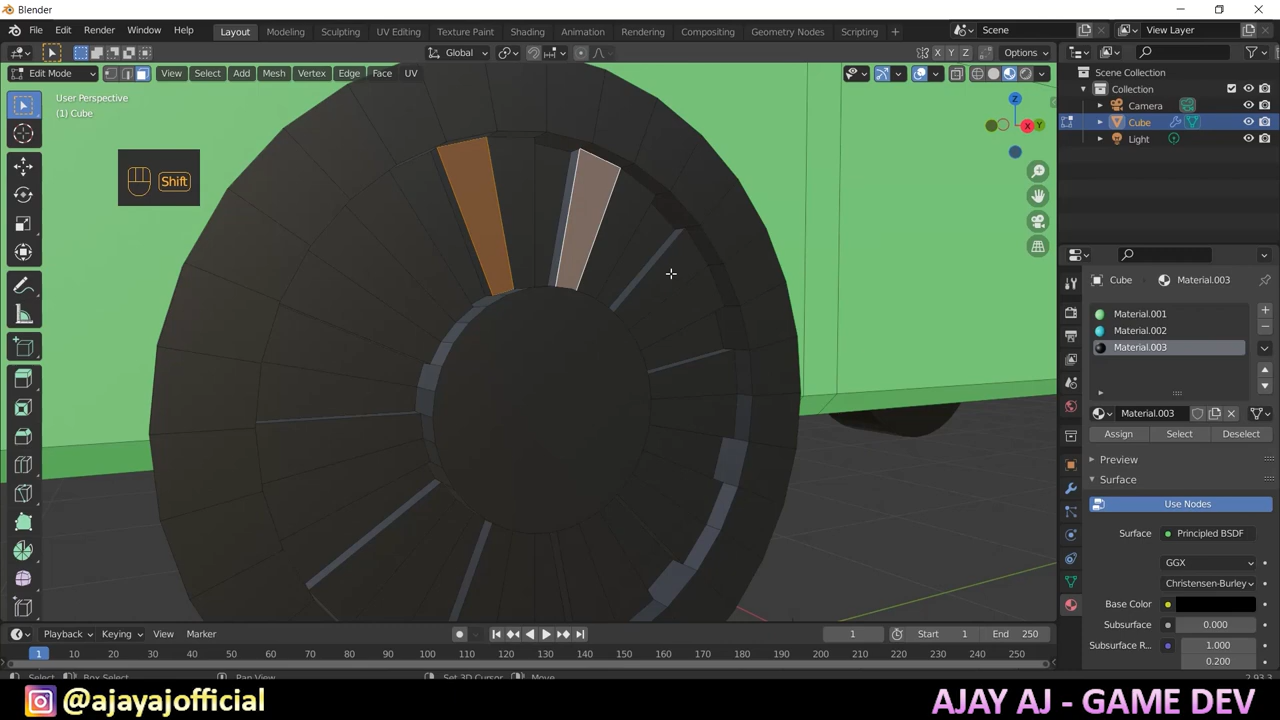 Blender
File Edit Render Window Help Layout Modeling Sculpting UV Editing Texture Paint Shading Animation Rendering Compositing Geometry Nodes Scripting + Scene View Layer
Global X Y Z Options
Edit Mode View Select Add Mesh Vertex Edge Face UV
User Perspective
(1) Cube
Shift
Z
X Y
Scene Collection
Collection
Camera
Cube
Light
Cube Material.003
Material.001
Material.002
Material.003
Material.003
Assign Select Deselect
Preview
Surface
Use Nodes
Surface Principled BSDF
GGX
Christensen-Burley
Base Color
Subsurface 0.000
Subsurface R... 1.000
0.200
Playback Keying View Marker 1 Start 1 End 250
1 10 20 30 40 50 60 70 80 90 100 110 120 130 140 150 160 170 180 190 200 210 220 230 240 250
Select Box Select Pan View Set 3D Cursor Move 2.93.3
@ajayajofficial AJAY AJ - GAME DEV